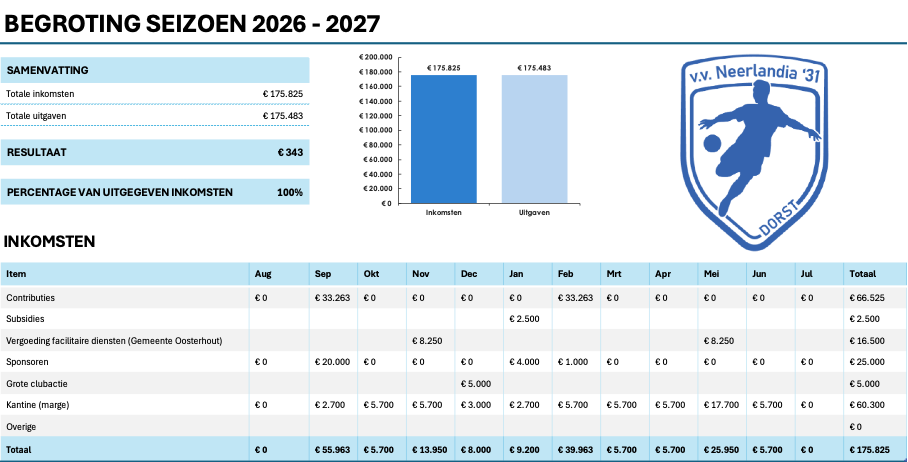 BEGROTING SEIZOEN 2026 - 2027
SAMENVATTING
Totale inkomsten € 175.825
Totale uitgaven € 175.483
RESULTAAT € 343
PERCENTAGE VAN UITGEGEVEN INKOMSTEN 100%
€ 200.000
€ 180.000
€ 160.000
€ 140.000
€ 120.000
€ 100.000
€ 80.000
€ 60.000
€ 40.000
€ 20.000
€ 0
€ 175.825 € 175.483
Inkomsten Uitgaven
v.v. Neerlandia '31
DORST
INKOMSTEN
Item Aug Sep Okt Nov Dec Jan Feb Mrt Apr Mei Jun Jul Totaal
Contributies € 0 € 33.263 € 0 € 0 € 0 € 0 € 33.263 € 0 € 0 € 0 € 0 € 0 € 66.525
Subsidies € 2.500 € 2.500
Vergoeding facilitaire diensten (Gemeente Oosterhout) € 8.250 € 8.250 € 16.500
Sponsoren € 0 € 20.000 € 0 € 0 € 0 € 4.000 € 1.000 € 0 € 0 € 0 € 0 € 0 € 25.000
Grote clubactie € 5.000 € 5.000
Kantine (marge) € 0 € 2.700 € 5.700 € 5.700 € 3.000 € 2.700 € 5.700 € 5.700 € 5.700 € 17.700 € 5.700 € 0 € 60.300
Overige € 0
Totaal € 0 € 55.963 € 5.700 € 13.950 € 8.000 € 9.200 € 39.963 € 5.700 € 5.700 € 25.950 € 5.700 € 0 € 175.825